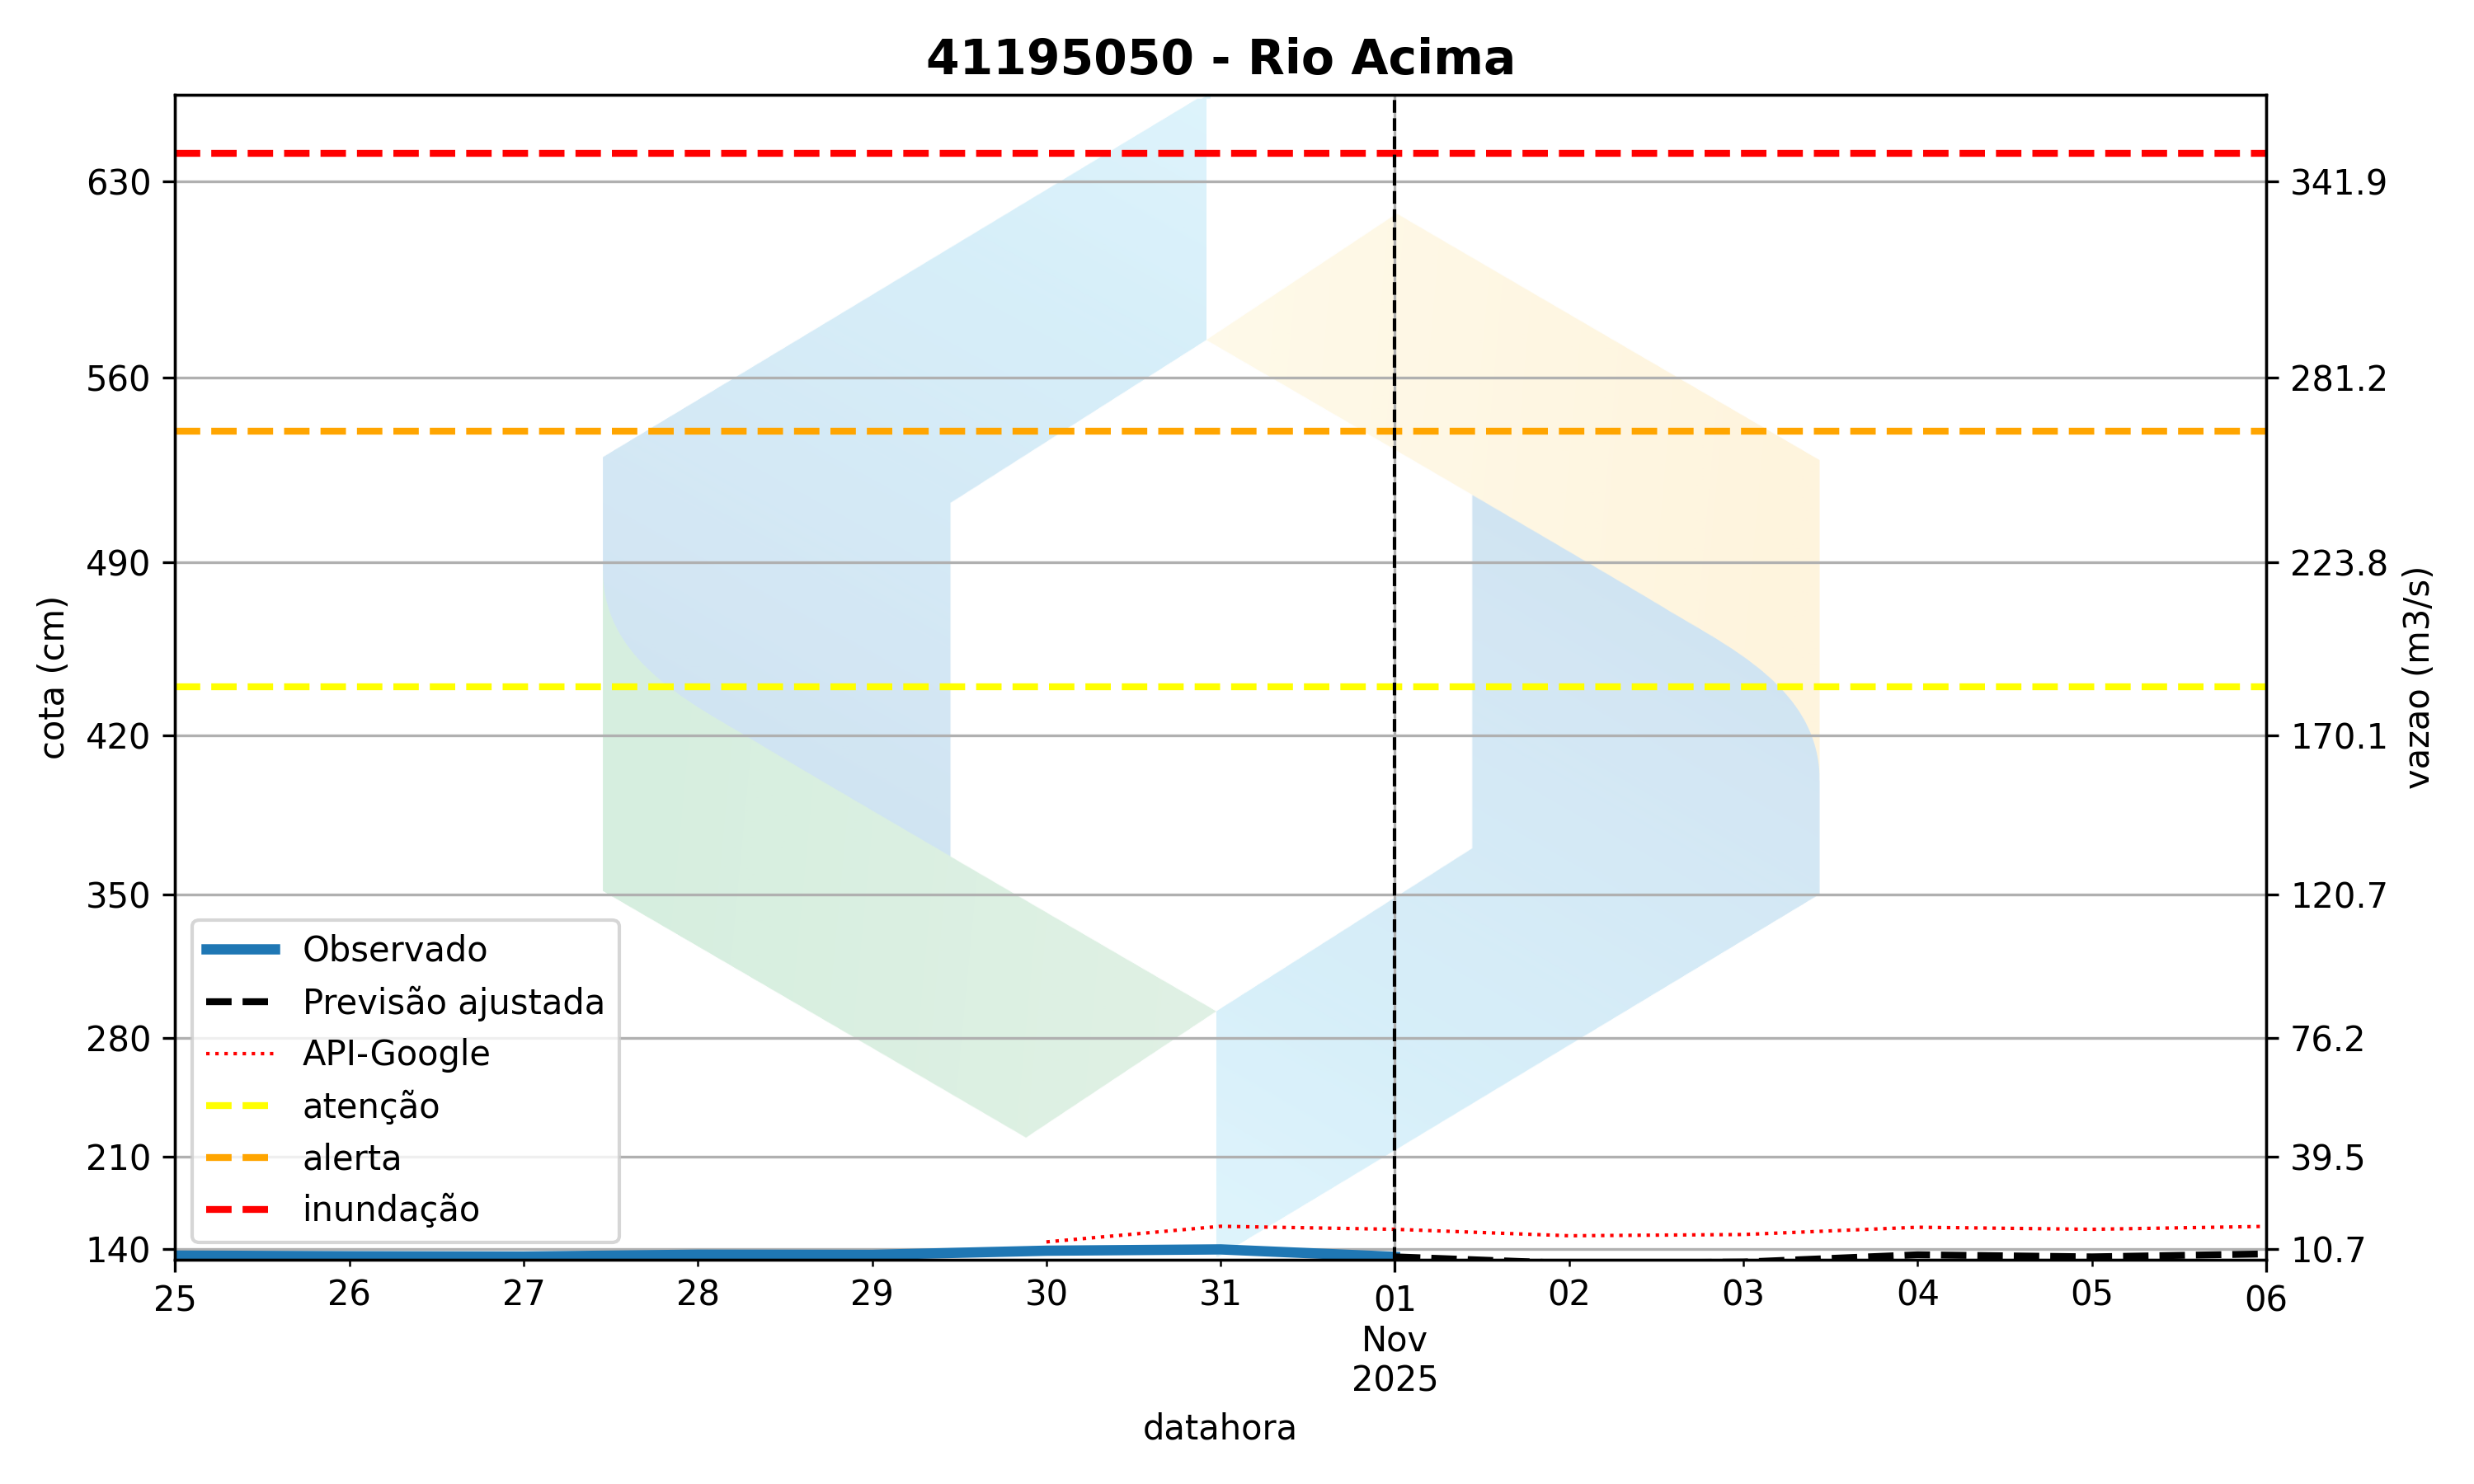 41195050 - Rio Acima
630
560
490
420
350
280
210
140
cota (cm)
341.9
281.2
223.8
170.1
120.7
76.2
39.5
10.7
vazao (m3/s)
Observado
Previsão ajustada
API-Google
atenção
alerta
inundação
25 26 27 28 29 30 31 01 02 03 04 05 06
Nov
2025
datahora